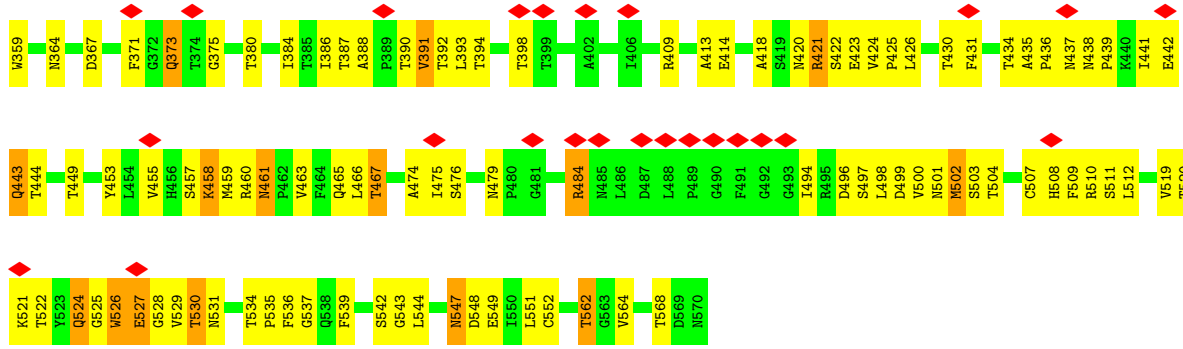 W359 N364 D367 F371 G372 Q373 T374 G375 T380 I384 T385 I386 T387 A388 P389 T390 V391 T392 L393 T394 T398 T399 A402 I406 R409 A413 E414 A418 S419 N420 R421 S422 E423 V424 P425 L426 T430 F431 T434 A435 P436 N437 N438 P439 K440 I441 E442
Q443 T444 T449 Y453 L454 V455 H456 S457 K458 M459 R460 N461 P462 V463 F464 Q465 L466 T467 A474 I475 S476 N479 P480 G481 R484 N485 L486 D487 L488 P489 G490 F491 G492 G493 I494 R495 D496 S497 L498 D499 V500 N501 M502 S503 T504 C507 H508 F509 R510 S511 L512 V519
K521 T522 Y523 Q524 G525 W526 E527 G528 V529 T530 N531 T534 P535 F536 G537 Q538 F539 S542 G543 L544 N547 D548 E549 I550 L551 C552 T562 G563 V564 T568 D569 N570